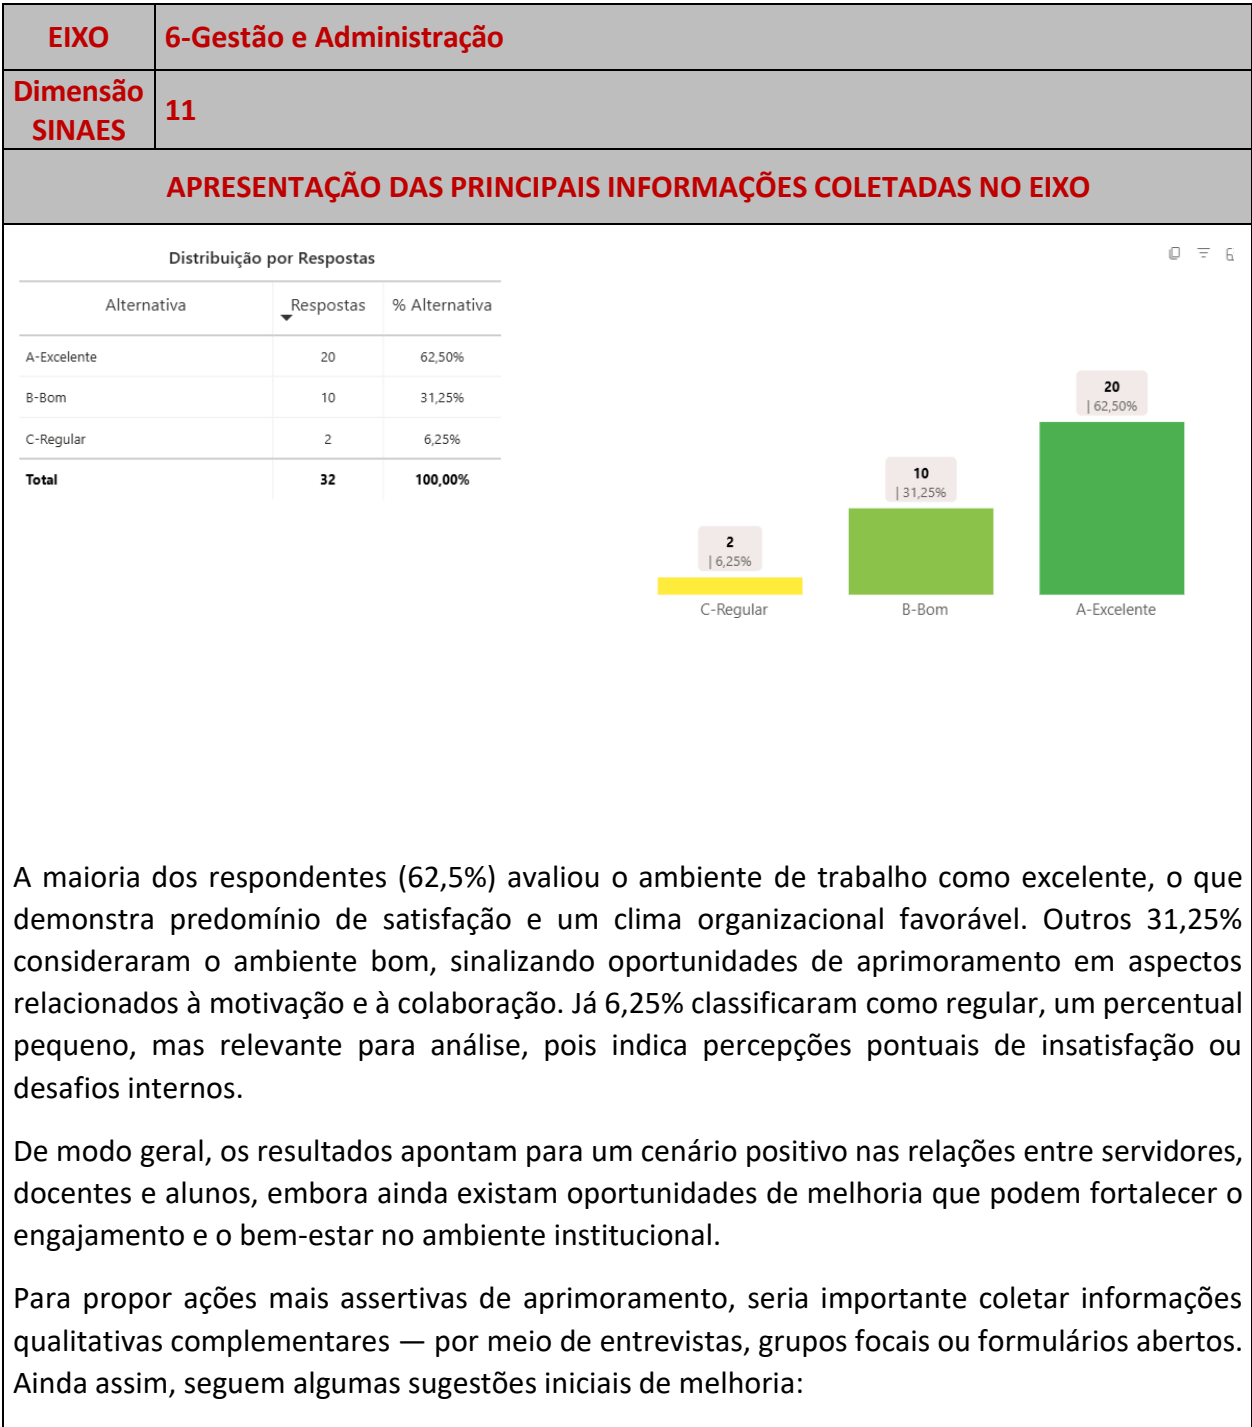 EIXO 6-Gestão e Administração
Dimensão
SINAES 11
APRESENTAÇÃO DAS PRINCIPAIS INFORMAÇÕES COLETADAS NO EIXO
Distribuição por Respostas
Alternativa Respostas % Alternativa
A-Excelente 20 62,50%
B-Bom 10 31,25%
C-Regular 2 6,25%
Total 32 100,00%
20
| 62,50%
10
| 31,25%
2
| 6,25%
C-Regular B-Bom A-Excelente
A maioria dos respondentes (62,5%) avaliou o ambiente de trabalho como excelente, o que
demonstra predomínio de satisfação e um clima organizacional favorável. Outros 31,25%
consideraram o ambiente bom, sinalizando oportunidades de aprimoramento em aspectos
relacionados à motivação e à colaboração. Já 6,25% classificaram como regular, um percentual
pequeno, mas relevante para análise, pois indica percepções pontuais de insatisfação ou
desafios internos.
De modo geral, os resultados apontam para um cenário positivo nas relações entre servidores,
docentes e alunos, embora ainda existam oportunidades de melhoria que podem fortalecer o
engajamento e o bem-estar no ambiente institucional.
Para propor ações mais assertivas de aprimoramento, seria importante coletar informações
qualitativas complementares — por meio de entrevistas, grupos focais ou formulários abertos.
Ainda assim, seguem algumas sugestões iniciais de melhoria: